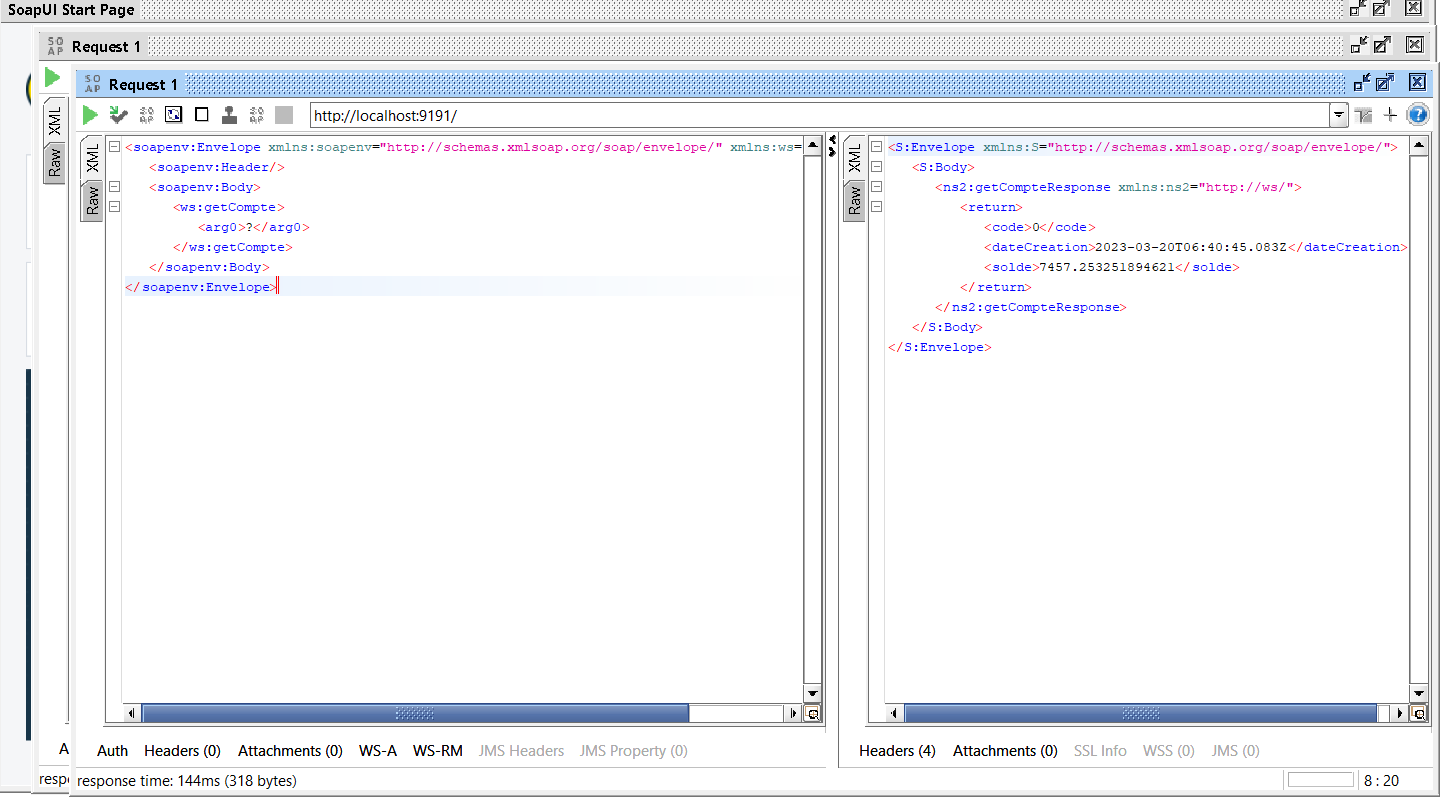 SoapUI Start Page
SO
AP
Request 1
SO
AP
Request 1
http://localhost:9191/
XML
Raw
XML
Raw
<soapenv:Envelope xmlns:soapenv="http://schemas.xmlsoap.org/soap/envelope/" xmlns:ws=
<soapenv:Header/>
<soapenv:Body>
<ws:getCompte>
<arg0>?</arg0>
</ws:getCompte>
</soapenv:Body>
</soapenv:Envelope>
XML
Raw
<S:Envelope xmlns:S="http://schemas.xmlsoap.org/soap/envelope/">
<S:Body>
<ns2:getCompteResponse xmlns:ns2="http://ws/">
<return>
<code>0</code>
<dateCreation>2023-03-20T06:40:45.083Z</dateCreation>
<solde>7457.253251894621</solde>
</return>
</ns2:getCompteResponse>
</S:Body>
</S:Envelope>
A
Auth Headers (0) Attachments (0) WS-A WS-RM JMS Headers JMS Property (0)
Headers (4) Attachments (0) SSL Info WSS (0) JMS (0)
respo
response time: 144ms (318 bytes)
8 : 20